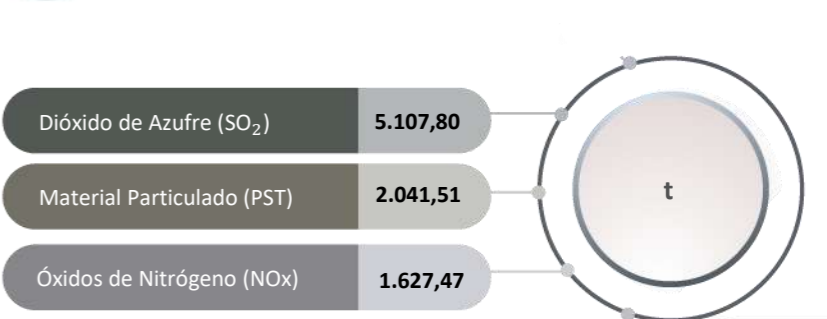 Dióxido de Azufre (SO₂) 5.107,80
Material Particulado (PST) 2.041,51 t
Óxidos de Nitrógeno (NOx) 1.627,47